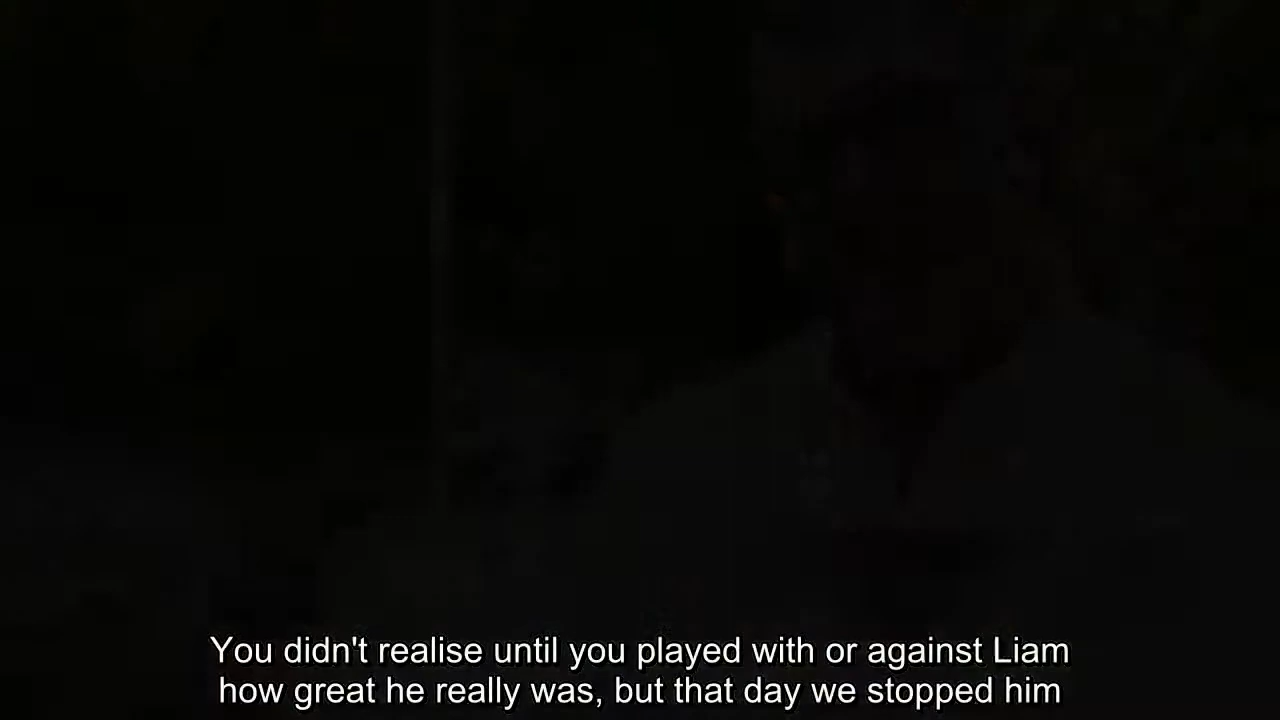 You didn't realise until you played with or against Liam
how great he really was, but that day we stopped him